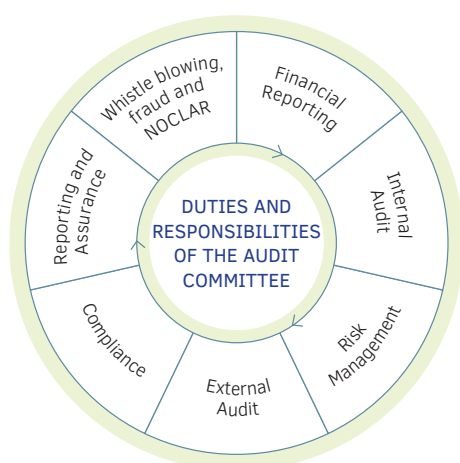 DUTIES AND
RESPONSIBILITIES
OF THE AUDIT
COMMITTEE
Financial
Reporting
Internal
Audit
Risk
Management
External
Audit
Compliance
Reporting and
Assurance
Whistle blowing,
fraud and
NOCLAR